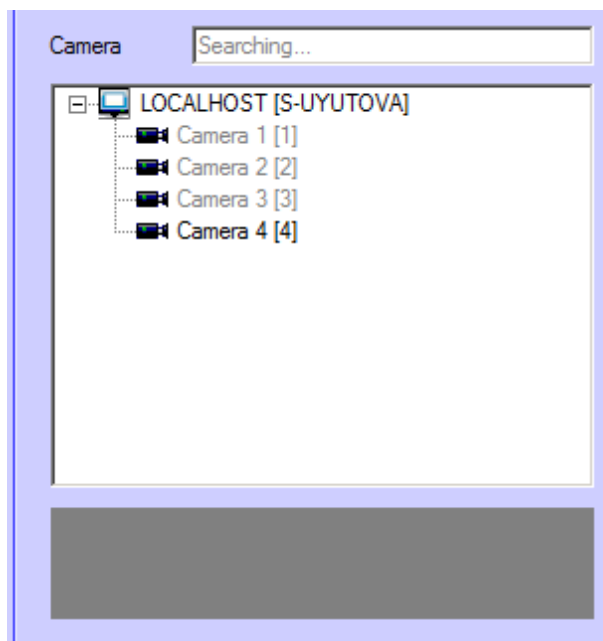 Camera Searching...
LOCALHOST [S-UYUTOVA]
Camera 1 [1]
Camera 2 [2]
Camera 3 [3]
Camera 4 [4]